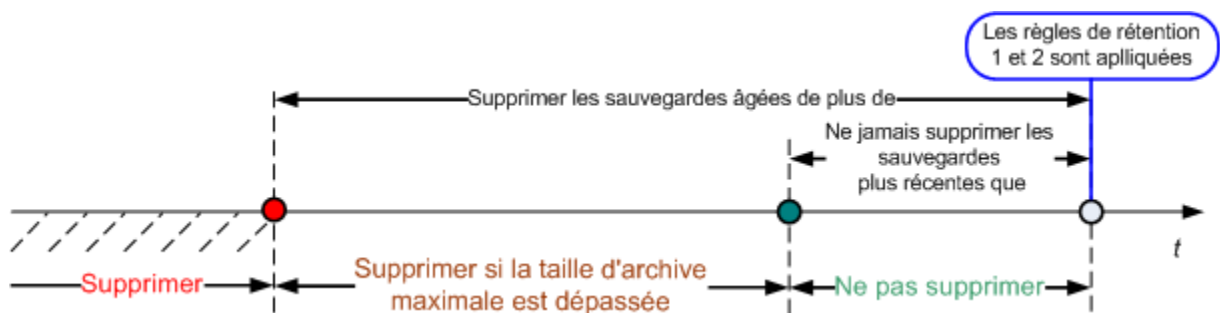 Les règles de rétention
1 et 2 sont aplliquées
Supprimer les sauvegardes âgées de plus de
Ne jamais supprimer les
sauvegardes
plus récentes que
t
Supprimer
Supprimer si la taille d'archive
maximale est dépassée
Ne pas supprimer